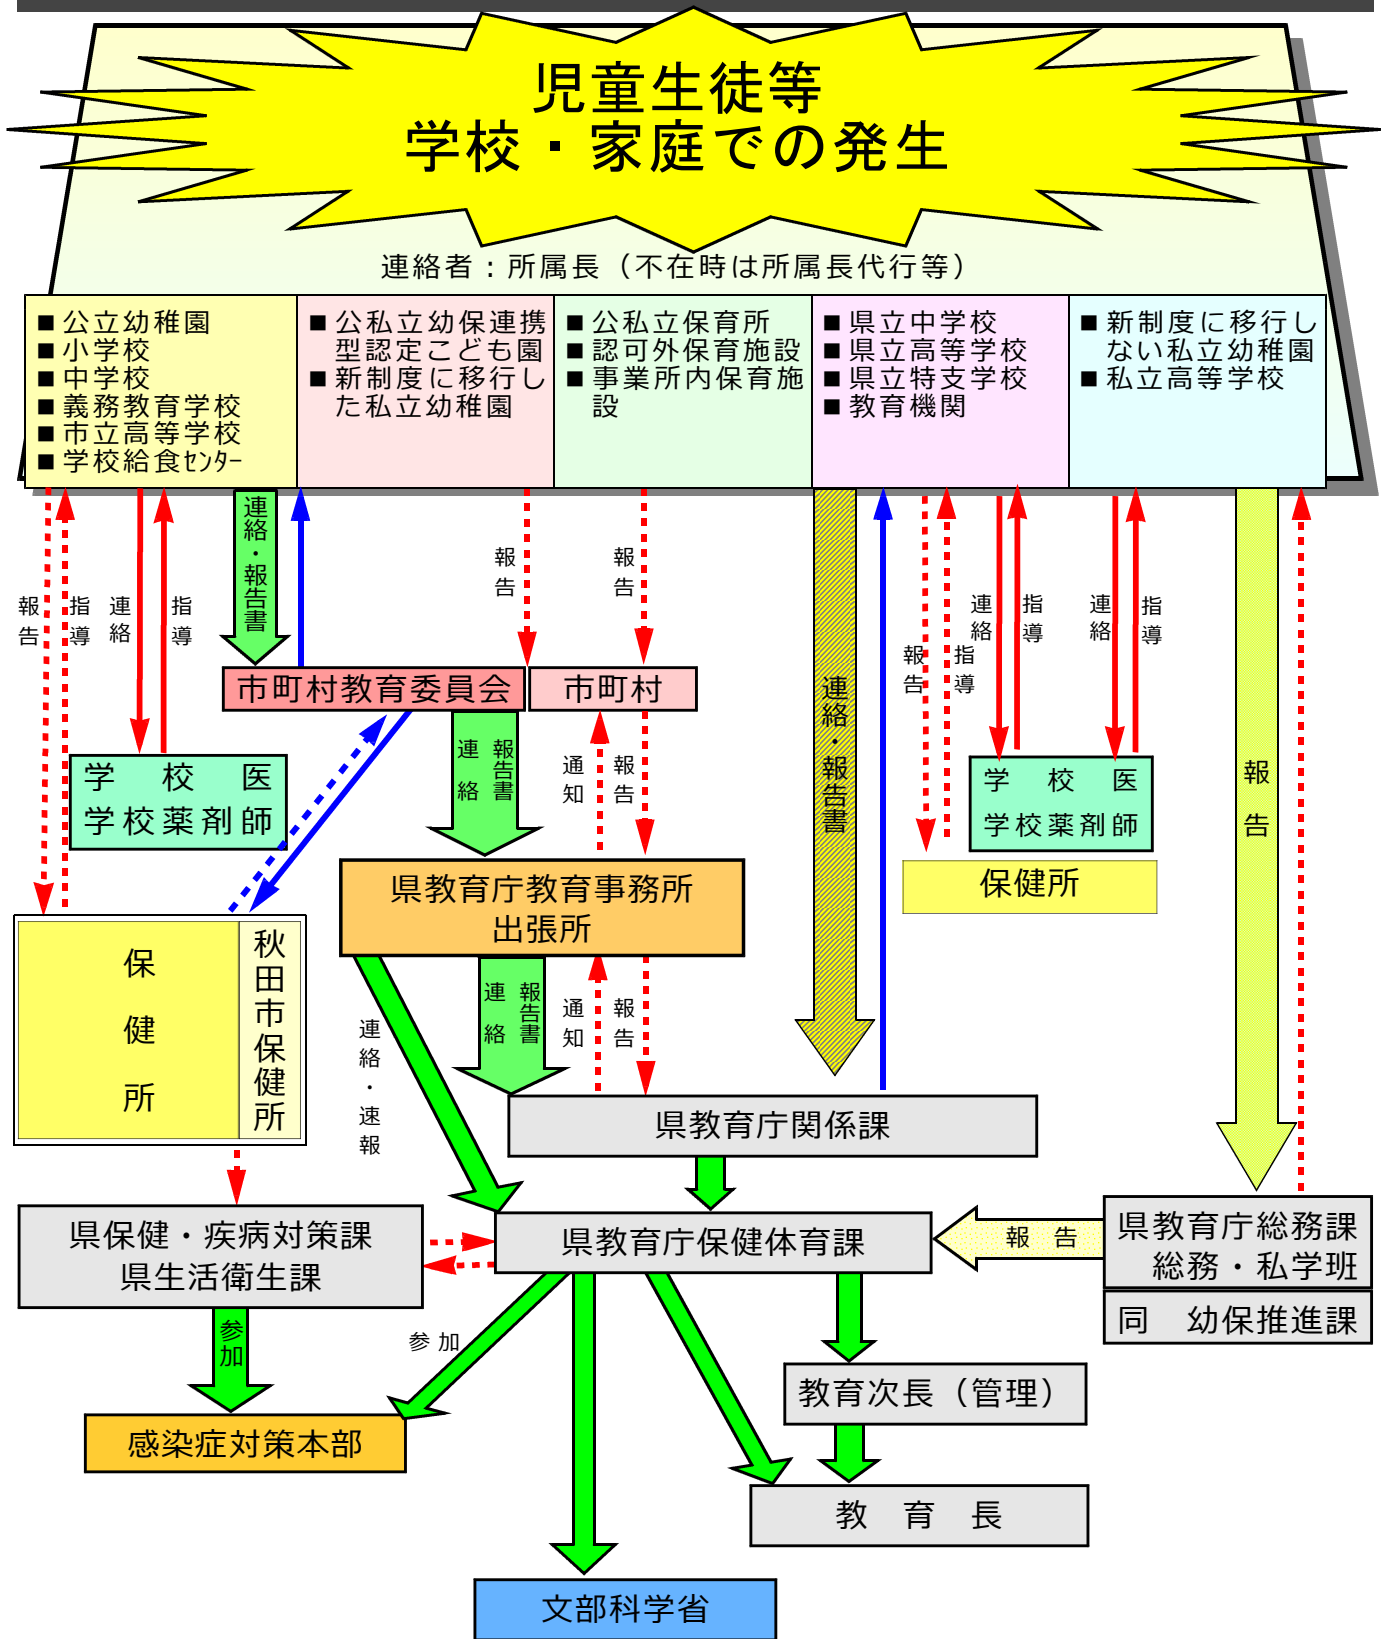 児童生徒等
学校・家庭での発生
連絡者：所属長（不在時は所属長代行等）
■ 公立幼稚園
■ 小学校
■ 中学校
■ 義務教育学校
■ 市立高等学校
■ 学校給食ｾﾝﾀｰ
■ 公私立幼保連携
型認定こども園
■ 新制度に移行し
た私立幼稚園
■ 公私立保育所
■ 認可外保育施設
■ 事業所内保育施
設
■ 県立中学校
■ 県立高等学校
■ 県立特支学校
■ 教育機関
■ 新制度に移行し
ない私立幼稚園
■ 私立高等学校
報告
指導
連絡
指導
連絡・報告書
報告
報告
連絡・報告書
報告
指導
連絡
指導
連絡
指導
報告
市町村教育委員会
市町村
学校医
学校薬剤師
連絡
報告書
通知
報告
学校医
学校薬剤師
保健所
県教育庁教育事務所
出張所
保健所
秋田市保健所
連絡・速報
連絡
報告書
通知
報告
県教育庁関係課
県保健・疾病対策課
県生活衛生課
県教育庁保健体育課
報告
県教育庁総務課
総務・私学班
同　幼保推進課
参加
参加
感染症対策本部
教育次長（管理）
教育長
文部科学省